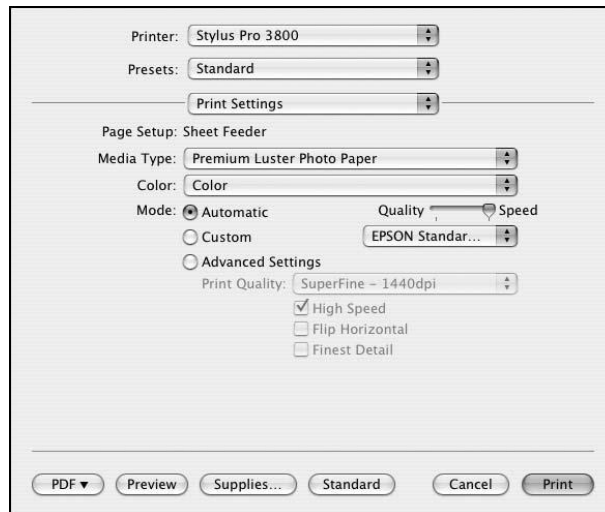 Printer: Stylus Pro 3800
Presets: Standard
Print Settings
Page Setup: Sheet Feeder
Media Type: Premium Luster Photo Paper
Color: Color
Mode: Automatic Quality Speed
Custom EPSON Standar...
Advanced Settings
Print Quality: SuperFine - 1440dpi
High Speed
Flip Horizontal
Finest Detail
PDF ▼ Preview Supplies... Standard Cancel Print